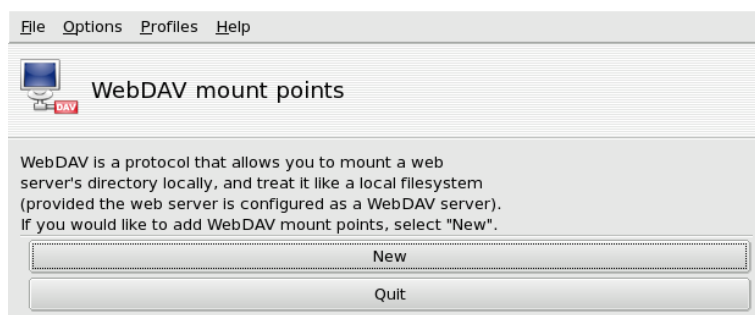 File Options Profiles Help
WebDAV mount points
DAV
WebDAV is a protocol that allows you to mount a web
server's directory locally, and treat it like a local filesystem
(provided the web server is configured as a WebDAV server).
If you would like to add WebDAV mount points, select "New".
New
Quit